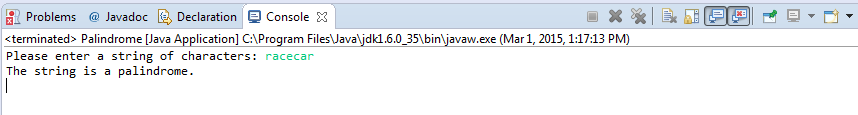 Problems @ Javadoc Declaration Console
<terminated> Palindrome [Java Application] C:\Program Files\Java\jdk1.6.0_35\bin\javaw.exe (Mar 1, 2015, 1:17:13 PM)
Please enter a string of characters: racecar
The string is a palindrome.